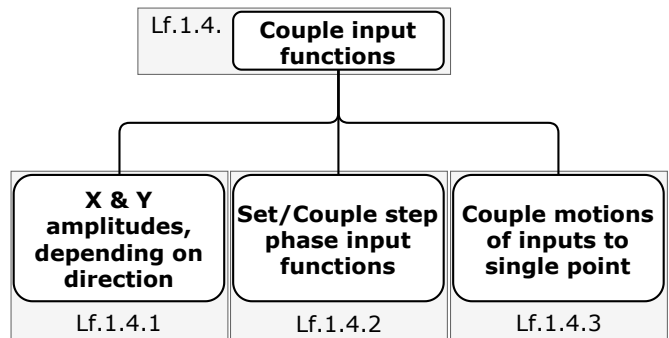 Lf.1.4.
Couple input
functions
X & Y
amplitudes,
depending on
direction
Lf.1.4.1
Set/Couple step
phase input
functions
Lf.1.4.2
Couple motions
of inputs to
single point
Lf.1.4.3